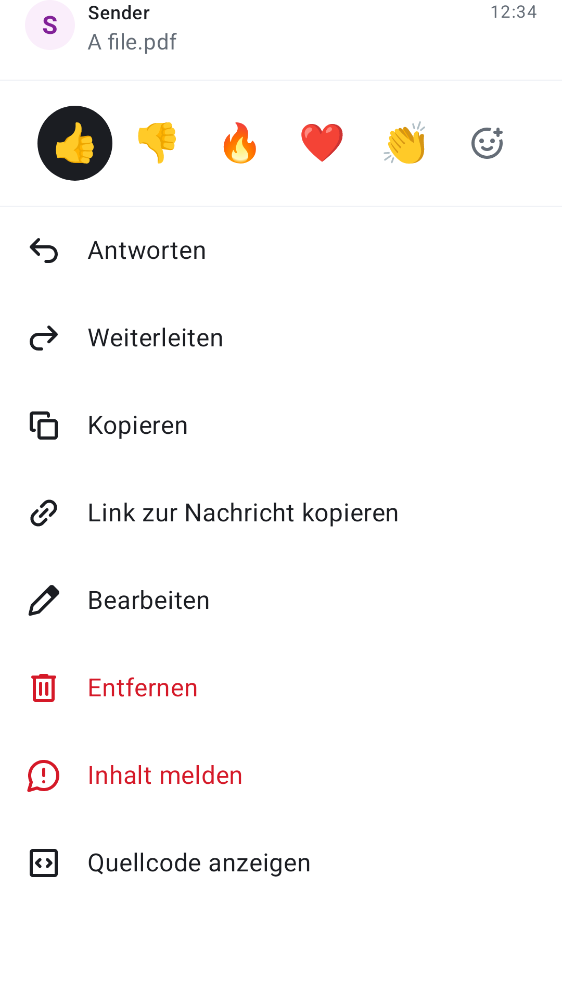 S
Sender
12:34
A file.pdf
Antworten
Weiterleiten
Kopieren
Link zur Nachricht kopieren
Bearbeiten
Entfernen
Inhalt melden
Quellcode anzeigen